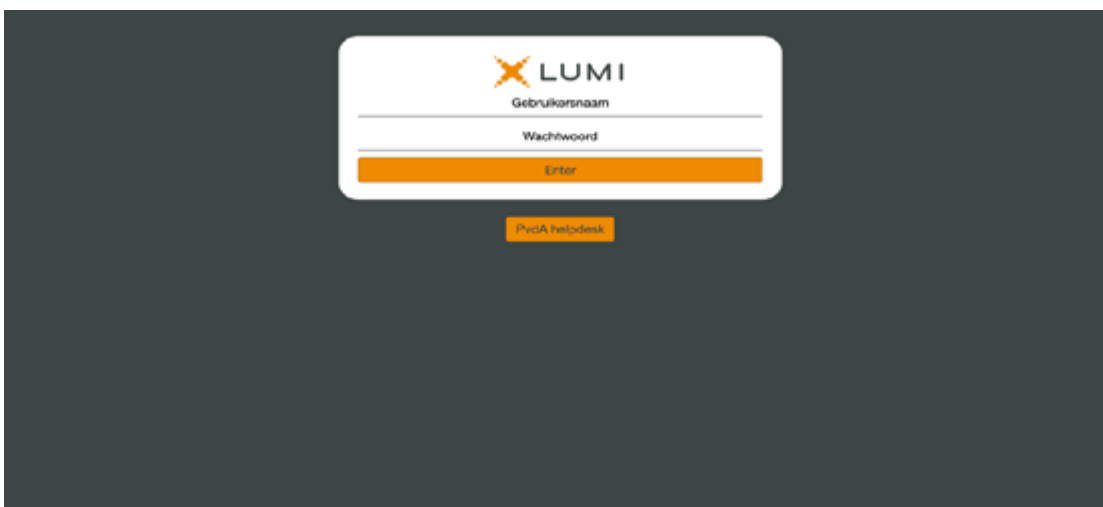 LUMI
Gebruikersnaam
Wachtwoord
Enter
PvdA helpdesk